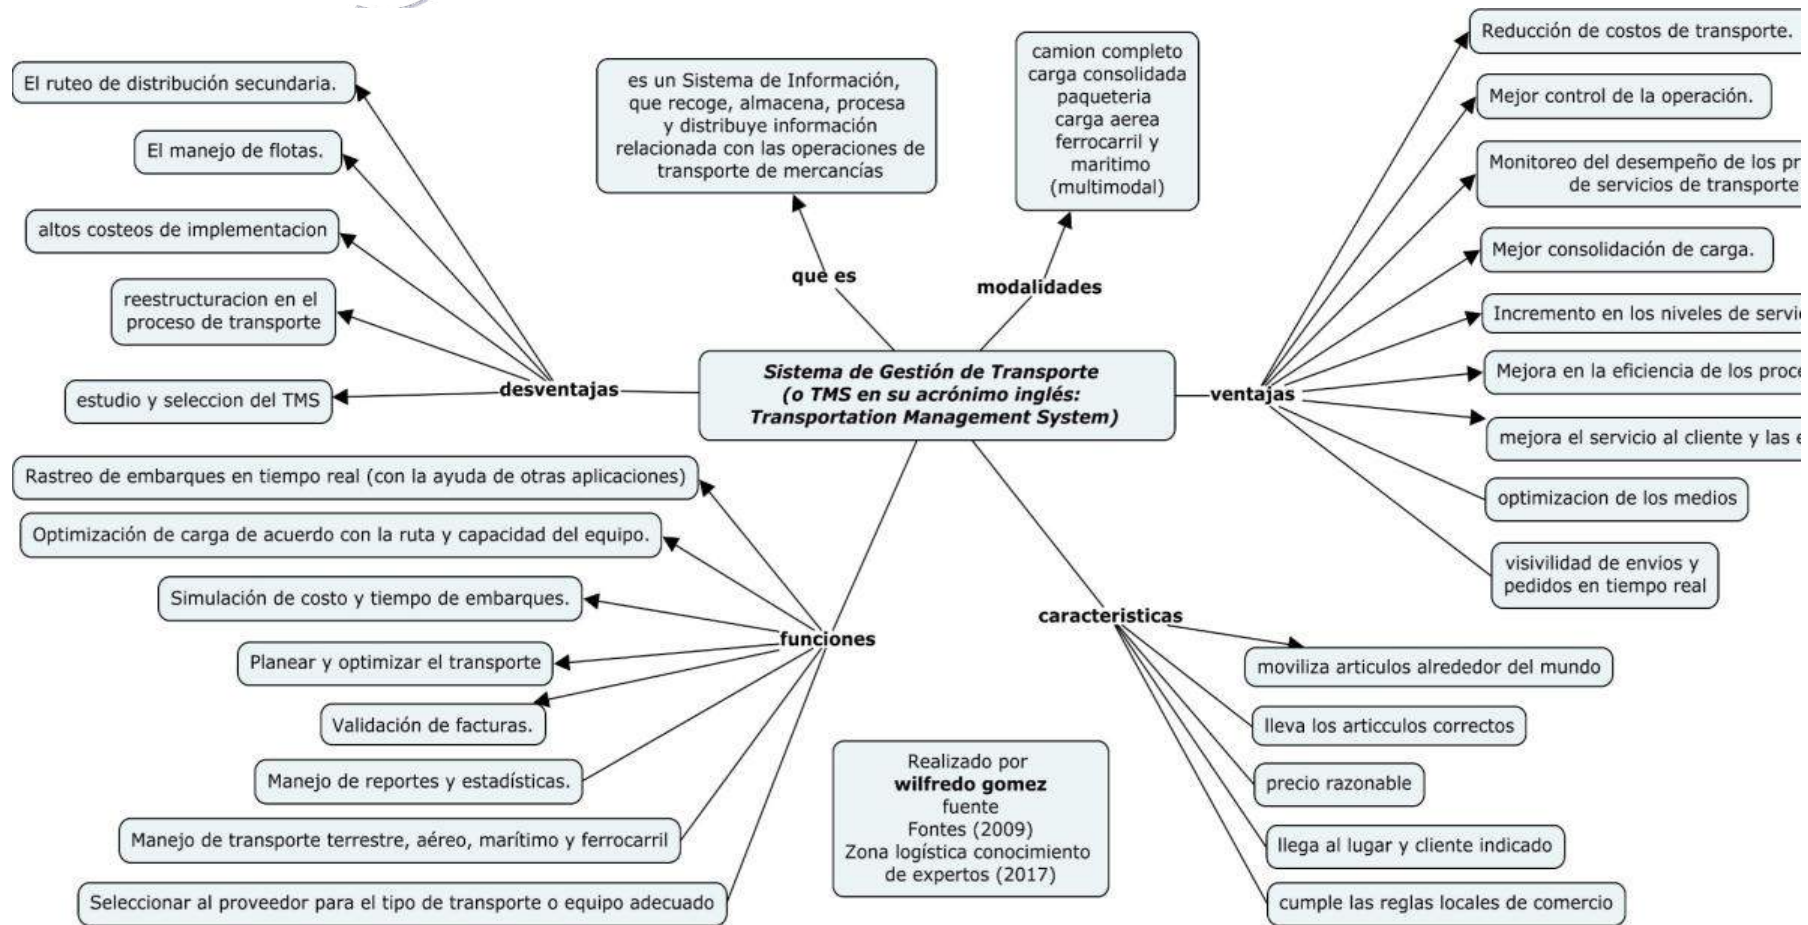 El ruteo de distribución secundaria.
El manejo de flotas.
altos costeos de implementacion
reestructuracion en el
proceso de transporte
estudio y seleccion del TMS
desventajas
es un Sistema de Información,
que recoge, almacena, procesa
y distribuye información
relacionada con las operaciones de
transporte de mercancías
que es
camion completo
carga consolidada
paqueteria
carga aerea
ferrocarril y
maritimo
(multimodal)
modalidades
Sistema de Gestión de Transporte
(o TMS en su acrónimo inglés:
Transportation Management System)
ventajas
Reducción de costos de transporte.
Mejor control de la operación.
Monitoreo del desempeño de los
de servicios de transporte
Mejor consolidación de carga.
Incremento en los niveles de
Mejora en la eficiencia de los
mejora el servicio al cliente y las
optimizacion de los medios
visivilidad de envios y
pedidos en tiempo real
Rastreo de embarques en tiempo real (con la ayuda de otras aplicaciones)
Optimización de carga de acuerdo con la ruta y capacidad del equipo.
Simulación de costo y tiempo de embarques.
Planear y optimizar el transporte
Validación de facturas.
Manejo de reportes y estadísticas.
Manejo de transporte terrestre, aéreo, marítimo y ferrocarril
Seleccionar al proveedor para el tipo de transporte o equipo adecuado
funciones
caracteristicas
moviliza articulos alrededor del mundo
lleva los articculos correctos
precio razonable
llega al lugar y cliente indicado
cumple las reglas locales de comercio
Realizado por
wilfredo gomez
fuente
Fontes (2009)
Zona logística conocimiento
de expertos (2017)